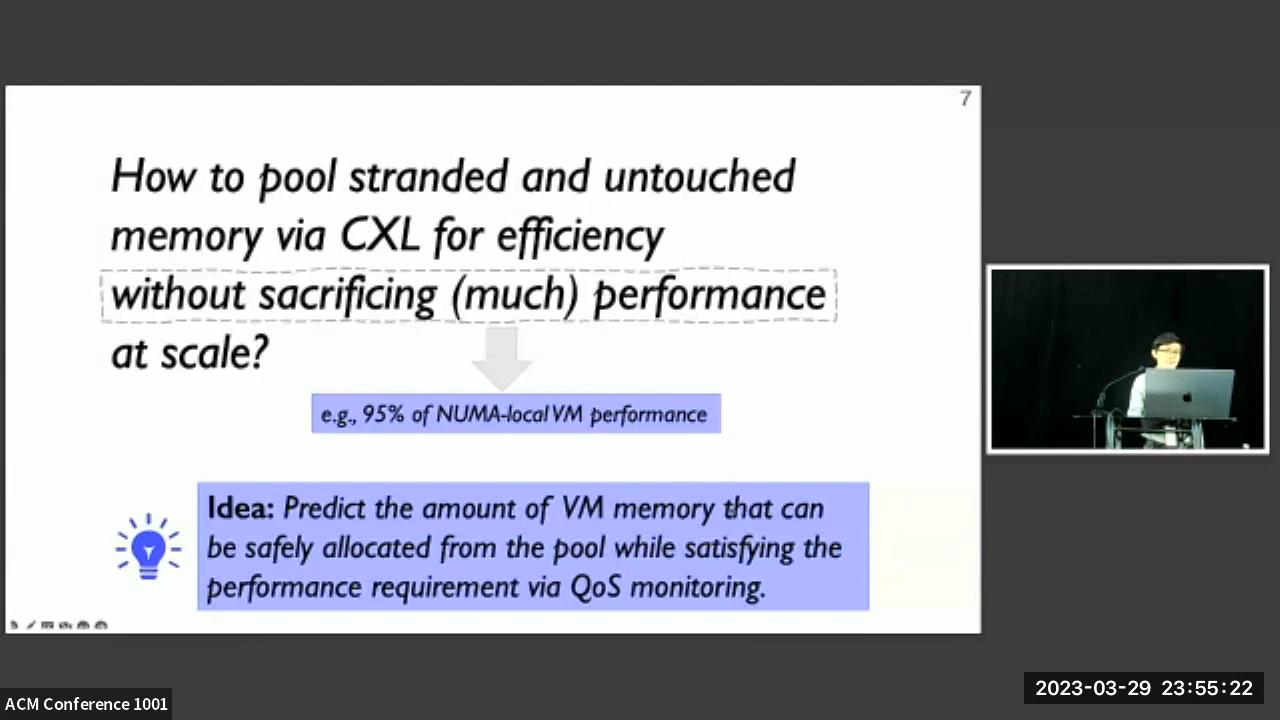 7
How to pool stranded and untouched
memory via CXL for efficiency
without sacrificing (much) performance
at scale?
e.g., 95% of NUMA-local VM performance
Idea: Predict the amount of VM memory that can
be safely allocated from the pool while satisfying the
performance requirement via QoS monitoring.
2023-03-29 23:55:22
ACM Conference 1001